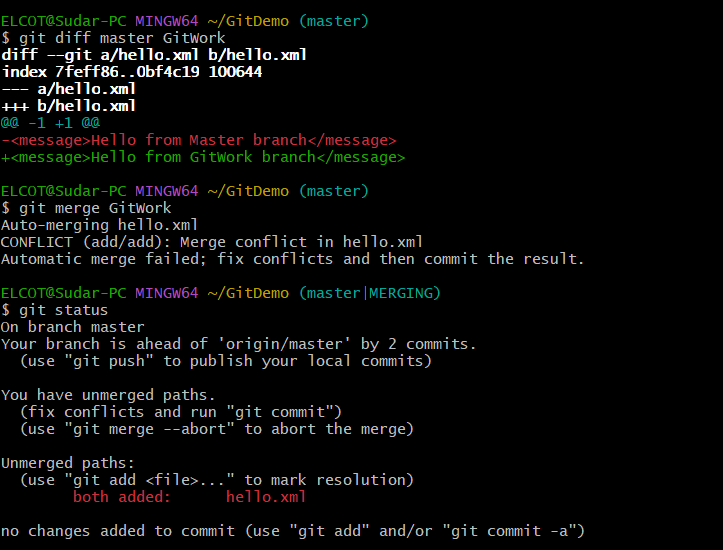 ELCOT@Sudar-PC MINGW64 ~/GitDemo (master)
$ git diff master GitWork
diff --git a/hello.xml b/hello.xml
index 7feff86..0bf4c19 100644
--- a/hello.xml
+++ b/hello.xml
@@ -1 +1 @@
-<message>Hello from Master branch</message>
+<message>Hello from GitWork branch</message>
ELCOT@Sudar-PC MINGW64 ~/GitDemo (master)
$ git merge GitWork
Auto-merging hello.xml
CONFLICT (add/add): Merge conflict in hello.xml
Automatic merge failed; fix conflicts and then commit the result.
ELCOT@Sudar-PC MINGW64 ~/GitDemo (master|MERGING)
$ git status
On branch master
Your branch is ahead of 'origin/master' by 2 commits.
  (use "git push" to publish your local commits)
You have unmerged paths.
  (fix conflicts and run "git commit")
  (use "git merge --abort" to abort the merge)
Unmerged paths:
  (use "git add <file>..." to mark resolution)
        both added:      hello.xml
no changes added to commit (use "git add" and/or "git commit -a")